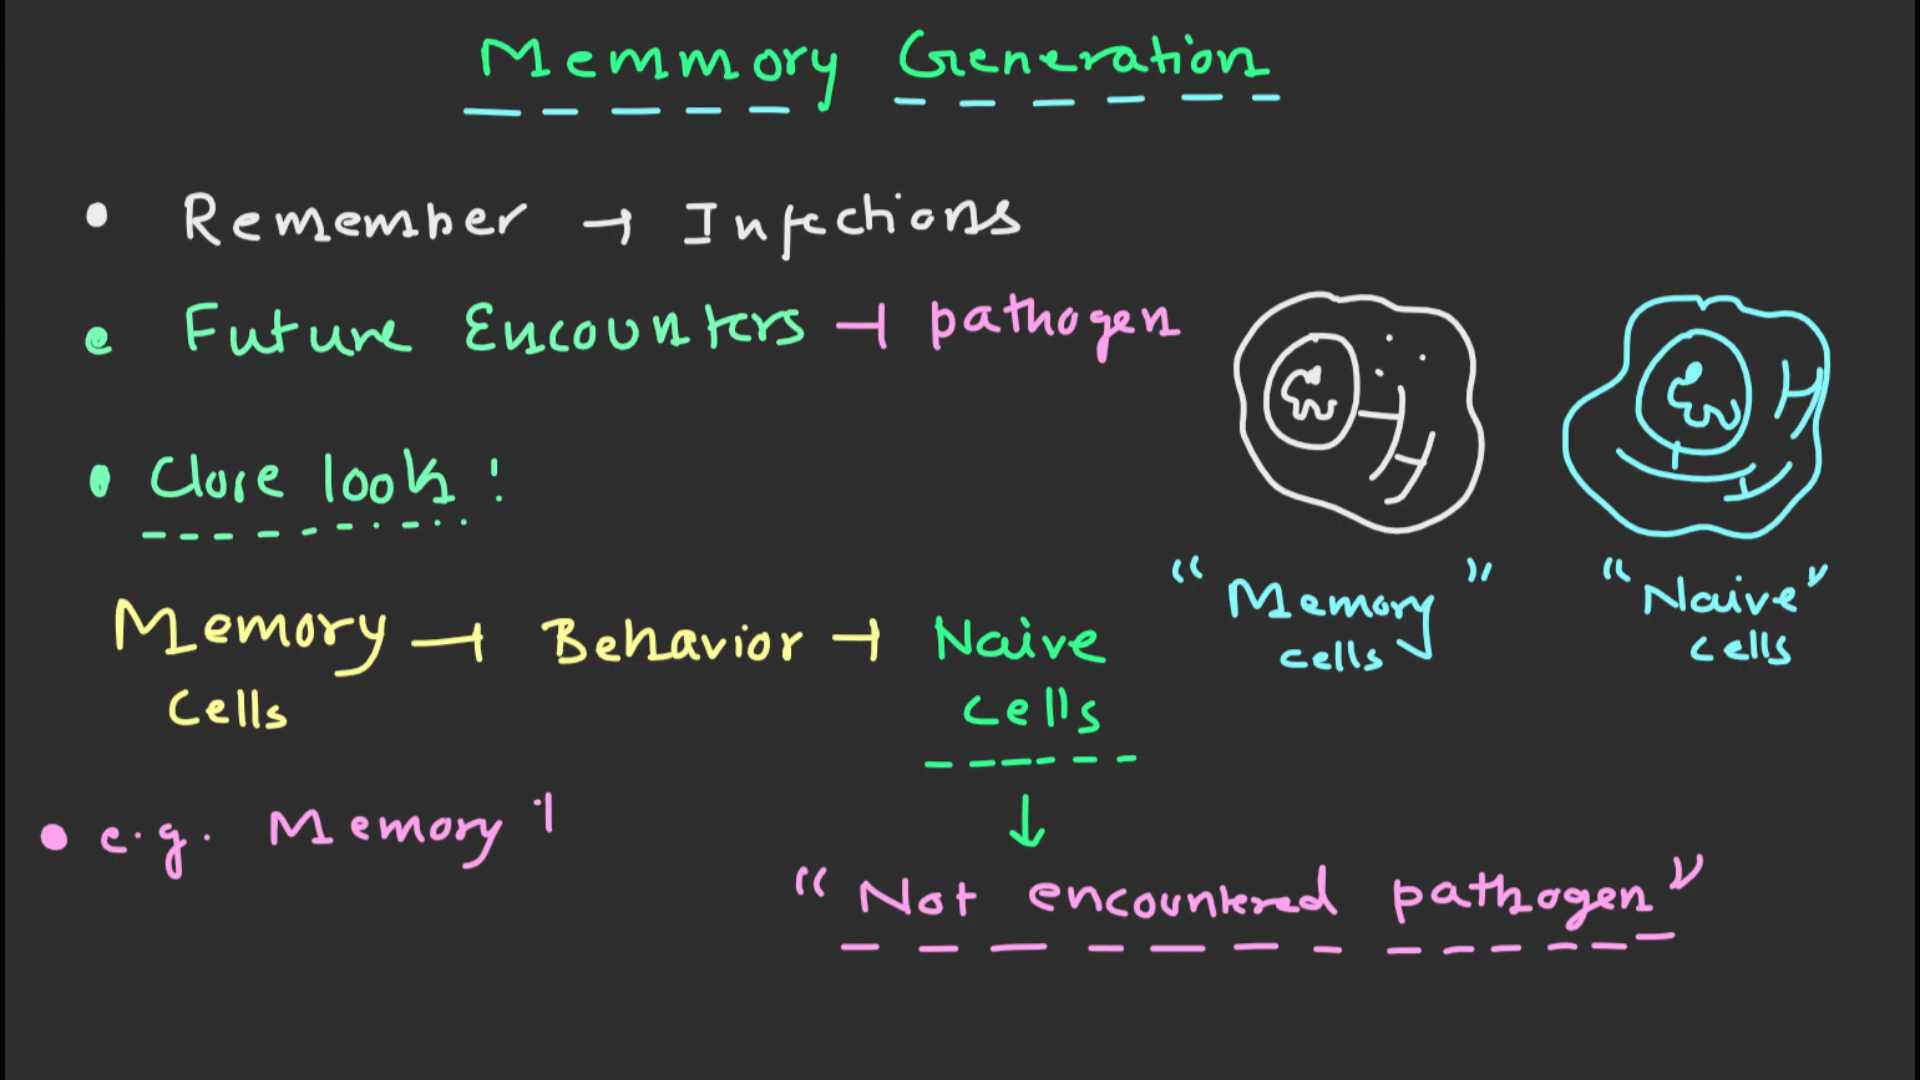 Memmory Generation
• Remember → Infections
• Future Encounters → pathogen
• Close look :
Memory → Behavior → Naive
Cells cells
"Memory" "Naive"
cells cells
• e.g. Memory
↓
"Not encountered pathogen"